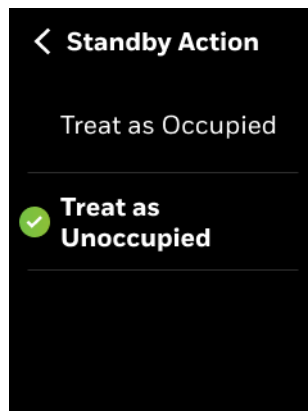 Standby Action
Treat as Occupied
Treat as
Unoccupied